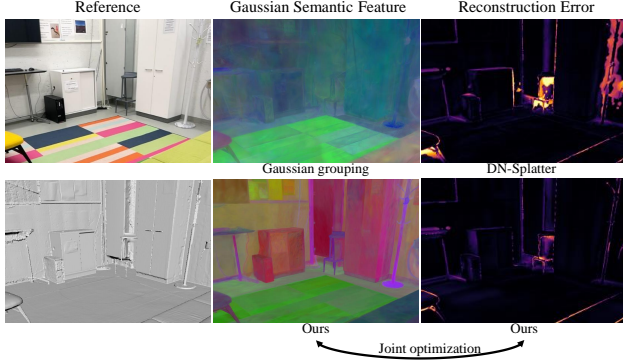 Reference
Gaussian Semantic Feature
Reconstruction Error
Gaussian grouping
DN-Splatter
Ours
Ours
Joint optimization